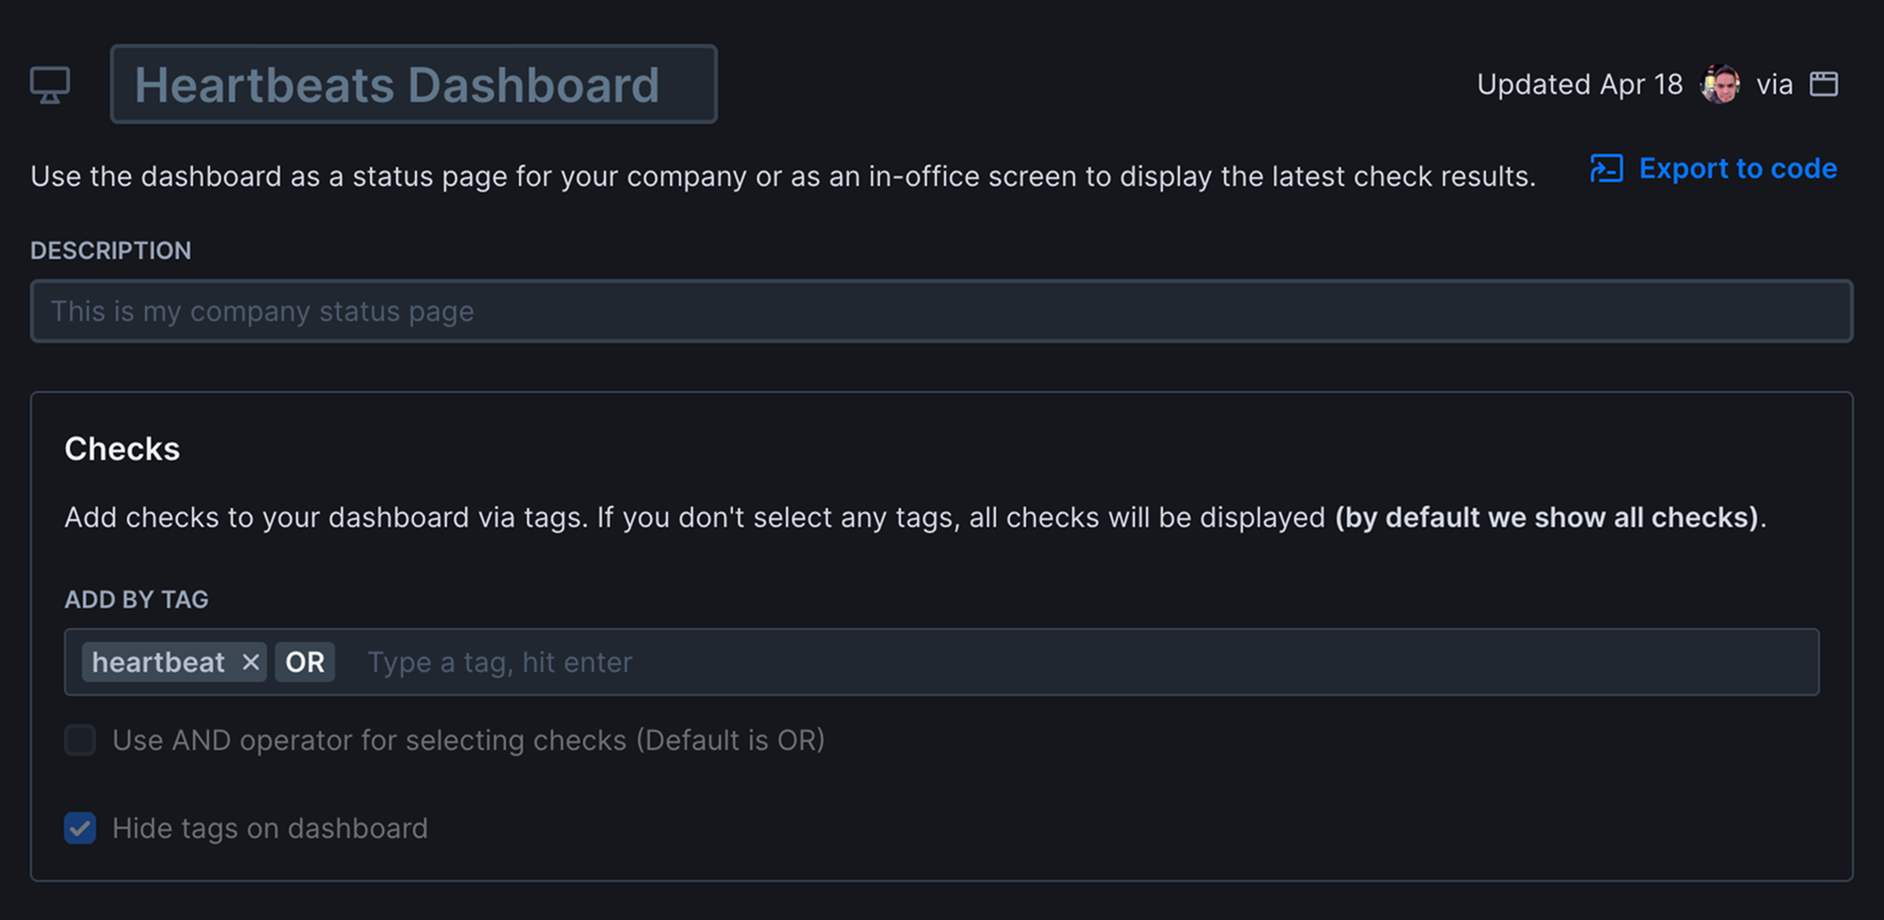 Heartbeats Dashboard
Updated Apr 18 via
Use the dashboard as a status page for your company or as an in-office screen to display the latest check results.
Export to code
DESCRIPTION
This is my company status page
Checks
Add checks to your dashboard via tags. If you don't select any tags, all checks will be displayed (by default we show all checks).
ADD BY TAG
heartbeat × OR Type a tag, hit enter
Use AND operator for selecting checks (Default is OR)
Hide tags on dashboard